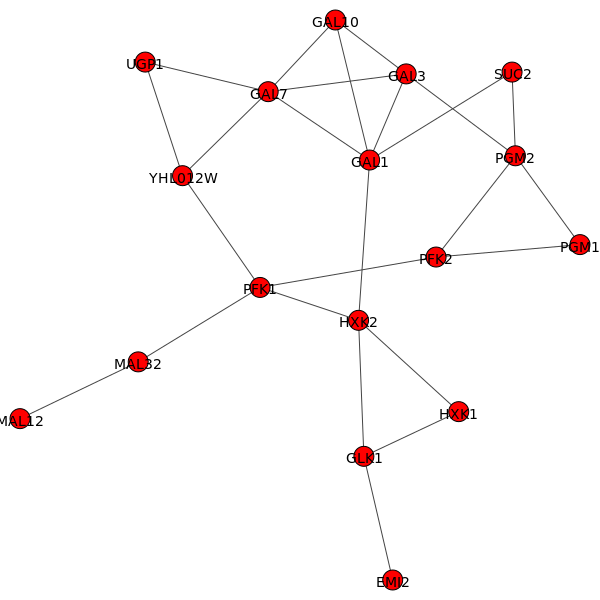 GAL10
UGP1
GAL3
SUC2
GAL7
PGM2
GAL1
YHL012W
PGM1
PFK2
PFK1
HXK2
MAL32
HXK1
MAL12
GLK1
EMI2